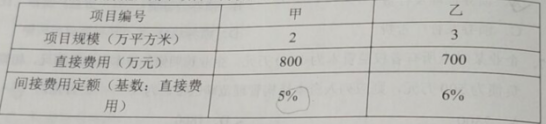 项目编号 甲 乙
项目规模（万平方米） 2 3
直接费用（万元） 800 700
间接费用定额（基数：直接费
用） 5% 6%